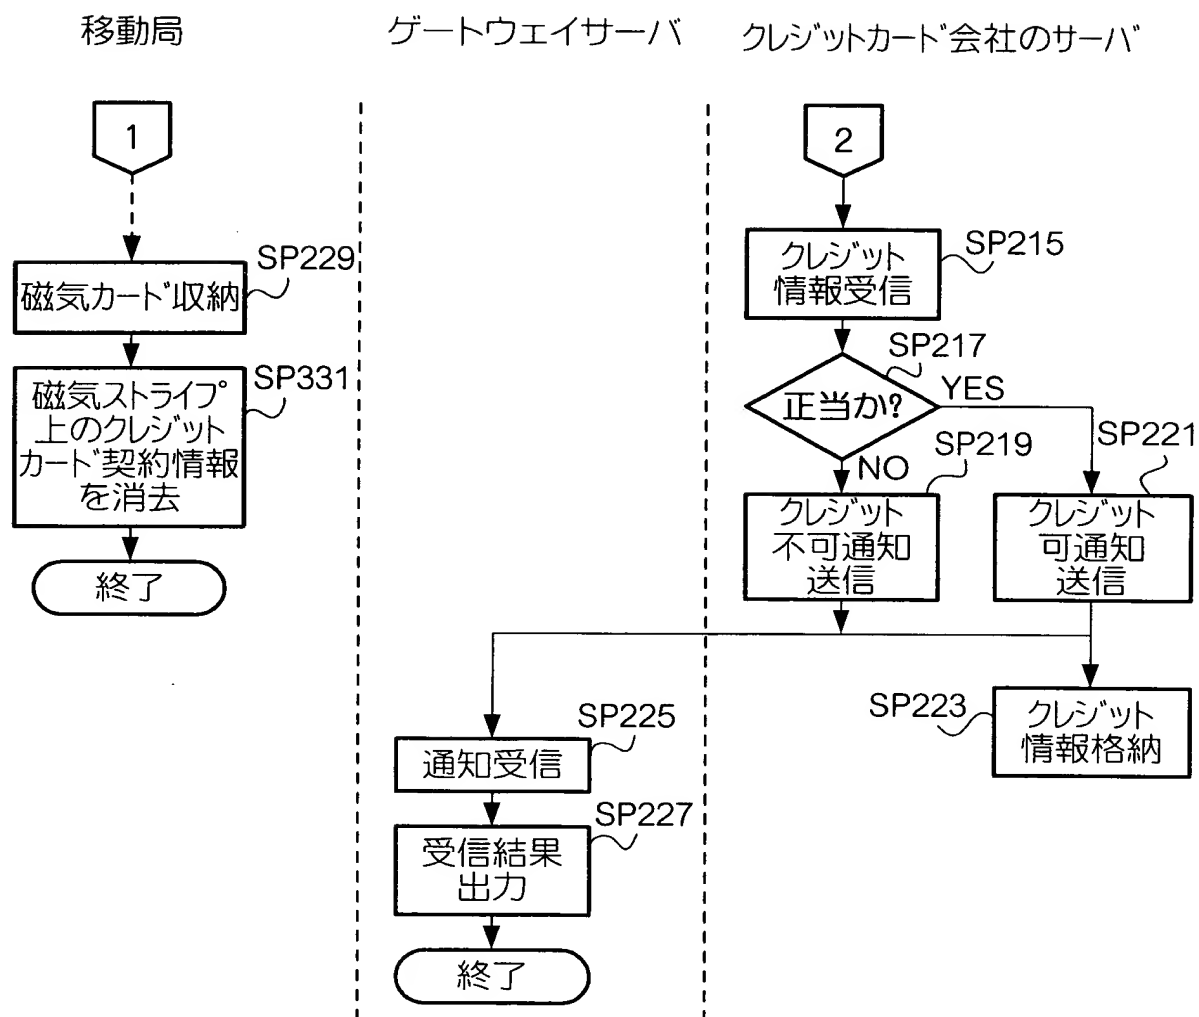 移動局
ゲートウェイサーバ
クレジットカード会社のサーバ
1
2
SP229
磁気カード収納
SP331
磁気ストライプ
上のクレジット
カード契約情報
を消去
終了
SP215
クレジット
情報受信
SP217
正当か?
YES
NO
SP219
クレジット
不可通知
送信
SP221
クレジット
可通知
送信
SP223
クレジット
情報格納
SP225
通知受信
SP227
受信結果
出力
終了